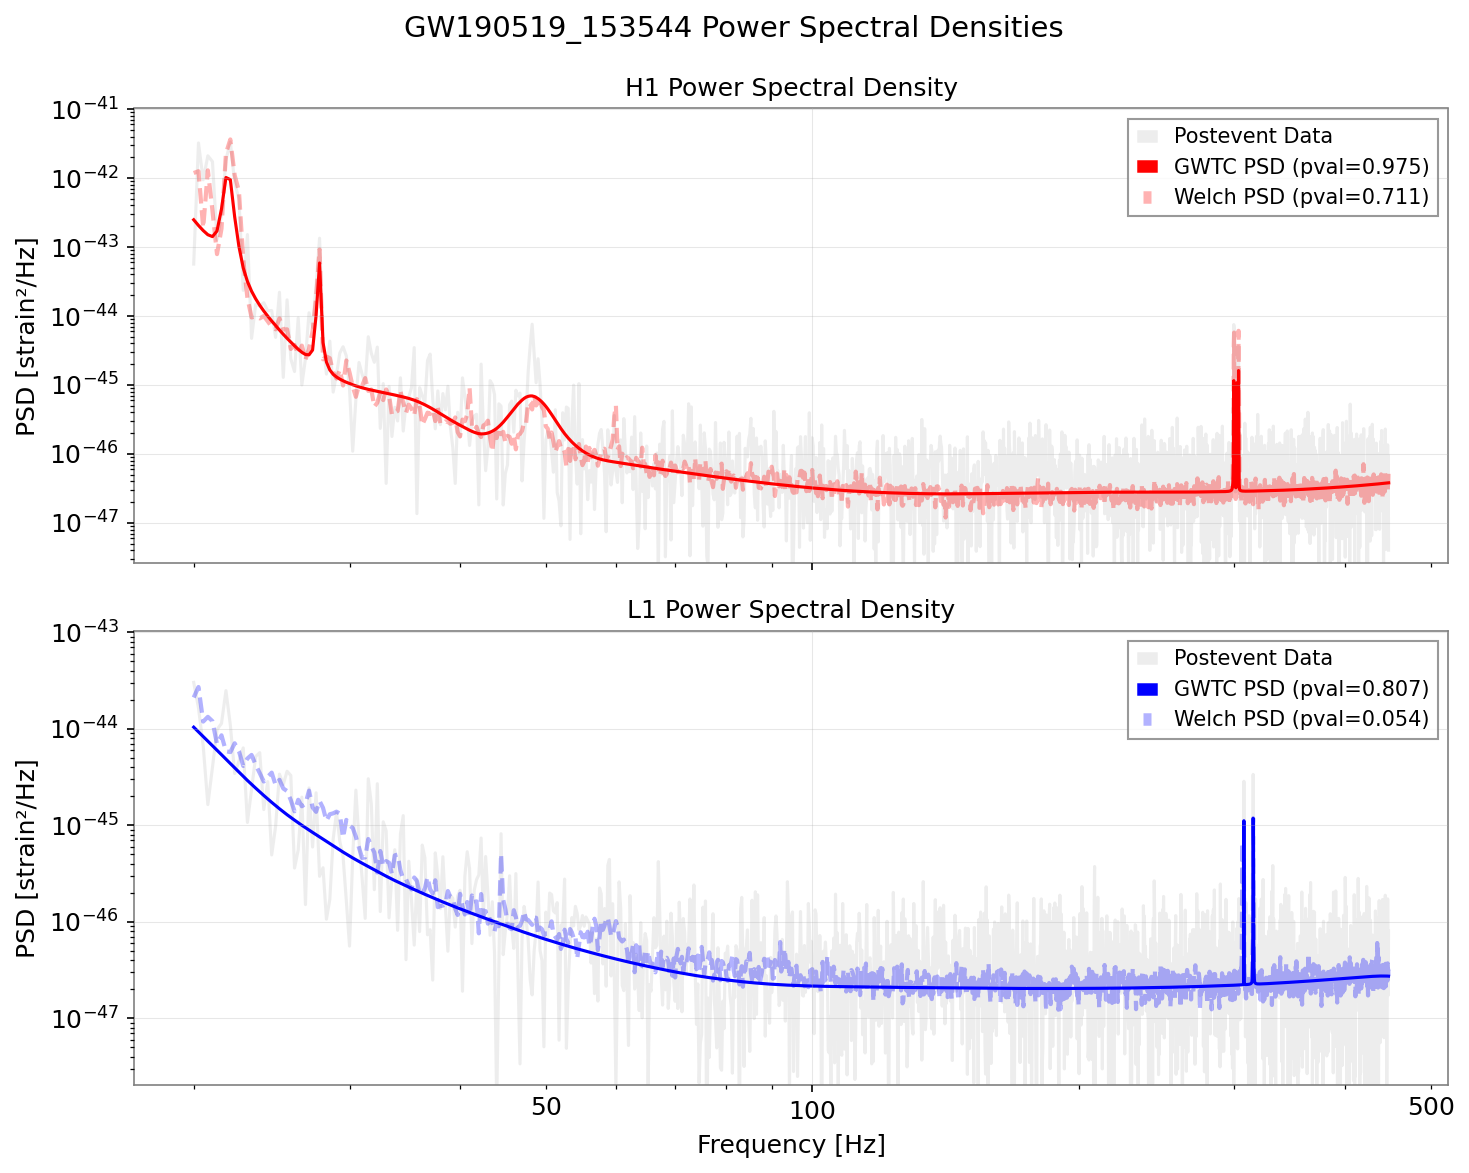 GW190519_153544 Power Spectral Densities
H1 Power Spectral Density
PSD [strain²/Hz]
10⁻⁴¹
10⁻⁴²
10⁻⁴³
10⁻⁴⁴
10⁻⁴⁵
10⁻⁴⁶
10⁻⁴⁷
Postevent Data
GWTC PSD (pval=0.975)
Welch PSD (pval=0.711)
L1 Power Spectral Density
PSD [strain²/Hz]
10⁻⁴³
10⁻⁴⁴
10⁻⁴⁵
10⁻⁴⁶
10⁻⁴⁷
Postevent Data
GWTC PSD (pval=0.807)
Welch PSD (pval=0.054)
50 100 500
Frequency [Hz]